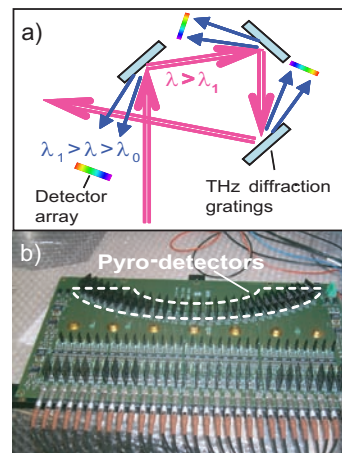 a)
λ>λ₁
λ₁>λ>λ₀
Detector
array
THz diffraction
gratings
b)
Pyro-detectors